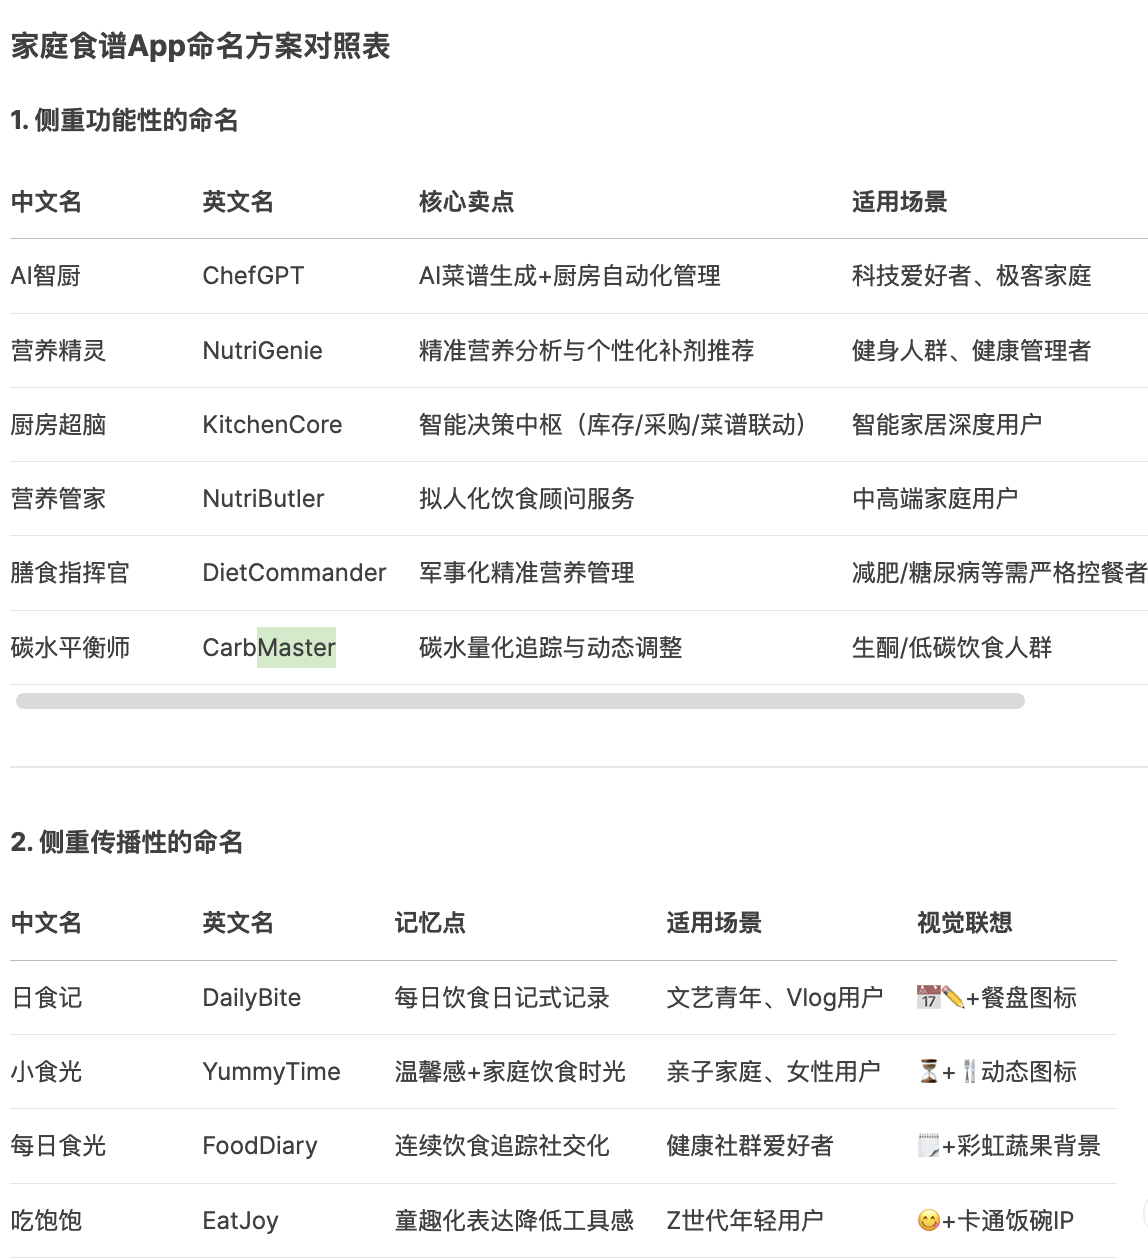 家庭食谱App命名方案对照表
1. 侧重功能性的命名
中文名 英文名 核心卖点 适用场景
AI智厨 ChefGPT AI菜谱生成+厨房自动化管理 科技爱好者、极客家庭
营养精灵 NutriGenie 精准营养分析与个性化补剂推荐 健身人群、健康管理者
厨房超脑 KitchenCore 智能决策中枢（库存/采购/菜谱联动） 智能家居深度用户
营养管家 NutriButler 拟人化饮食顾问服务 中高端家庭用户
膳食指挥官 DietCommander 军事化精准营养管理 减肥/糖尿病等需严格控餐者
碳水平衡师 CarbMaster 碳水量化追踪与动态调整 生酮/低碳饮食人群
2. 侧重传播性的命名
中文名 英文名 记忆点 适用场景 视觉联想
日食记 DailyBite 每日饮食日记式记录 文艺青年、Vlog用户 📅✏️+餐盘图标
小食光 YummyTime 温馨感+家庭饮食时光 亲子家庭、女性用户 ⏳+🍴动态图标
每日食光 FoodDiary 连续饮食追踪社交化 健康社群爱好者 🗒️+彩虹蔬果背景
吃饱饱 EatJoy 童趣化表达降低工具感 Z世代年轻用户 😋+卡通饭碗IP